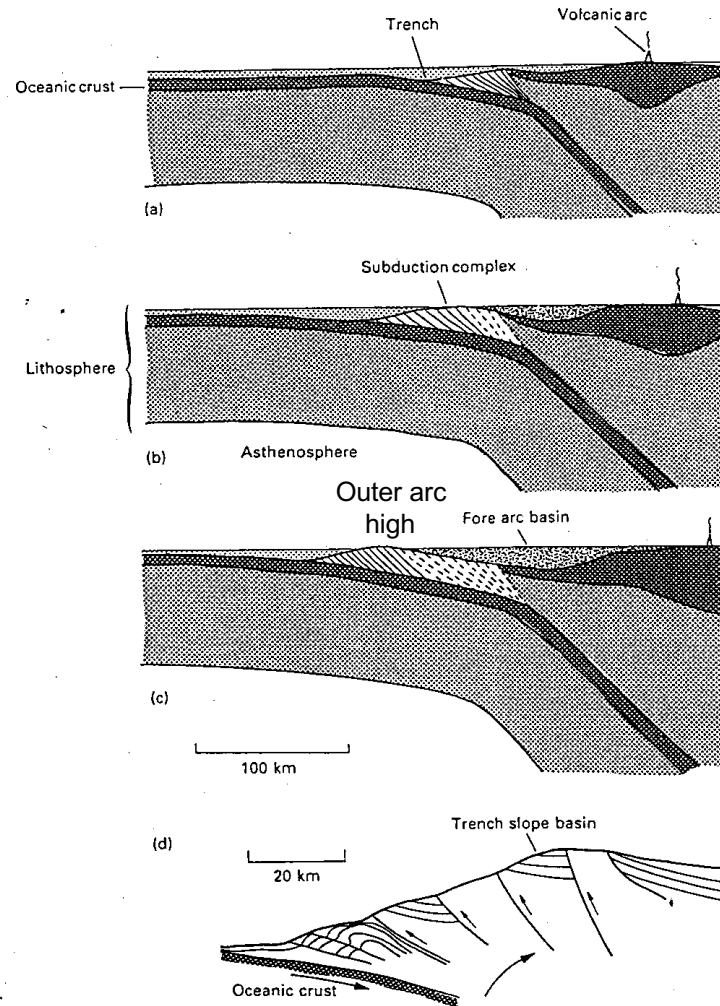 Volcanic arc
Trench
Oceanic crust
(a)
Subduction complex
Lithosphere
(b)
Asthenosphere
Outer arc
high
Fore arc basin
(c)
100 km
(d)
Trench slope basin
20 km
Oceanic crust